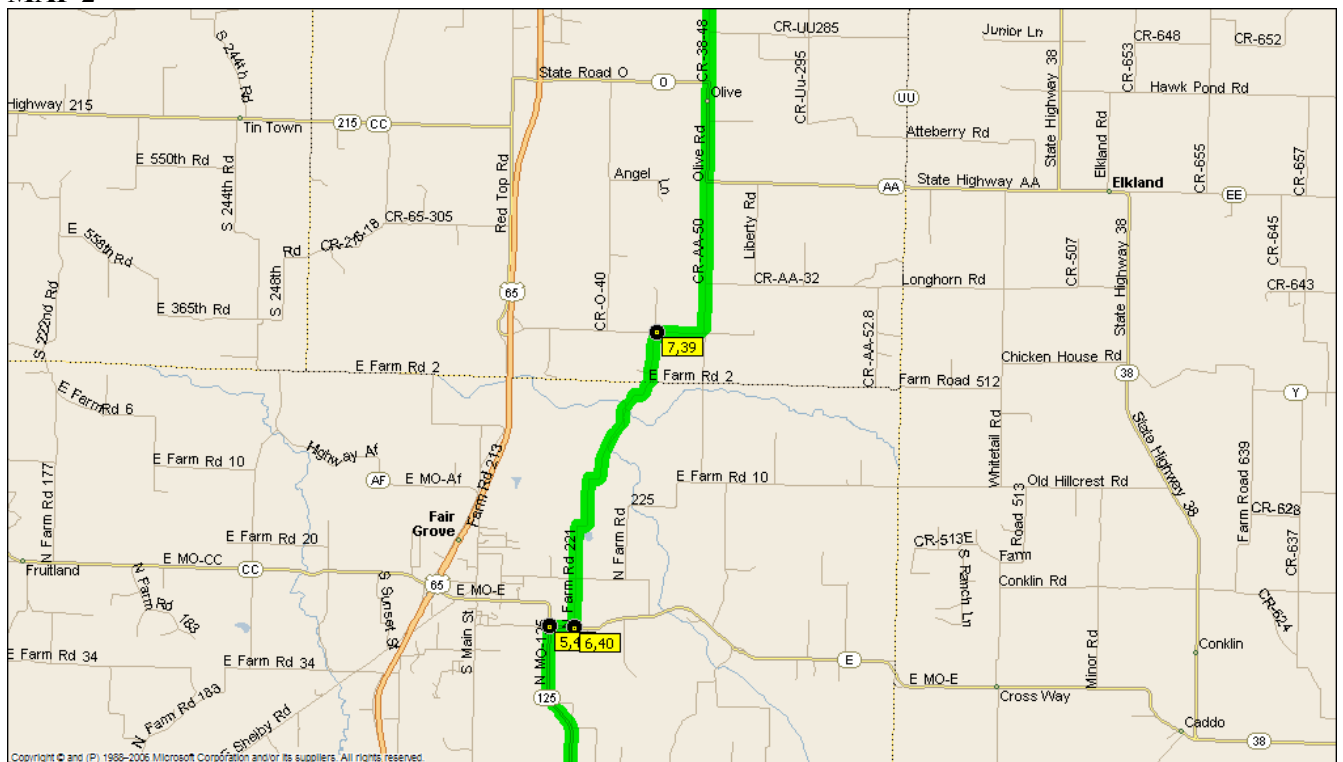 CR-UU285
Junior Ln
CR-648
CR-652
CR-653
S 244th Rd
CR-38-48
CR-Uu-295
State Highway 38
State Road O
O
Olive
UU
Hawk Pond Rd
Highway 215
Tin Town
215
CC
Atteberry Rd
Elkland Rd
CR-655
CR-657
E 550th Rd
S 244th Rd
Red Top Rd
Olive Rd
Angel
AA
State Highway AA
Elkland
EE
CR-65-305
CR-2-6-18
Rd
E 558th Rd
S 248th
CR-AA-50
Liberty Rd
CR-507
State Highway 38
CR-645
CR-O-40
CR-AA-32
Longhorn Rd
CR-643
65
E 365th Rd
S 222nd Rd
CR-AA-52.8
7,39
Chicken House Rd
E Farm Rd 2
E Farm Rd 2
Farm Road 512
38
Y
E Farm Rd 6
Highway Af
State Highway 38
Whitetail Rd
Farm Road 639
E Farm Rd 10
AF
E MO-Af
Farm Rd 213
E Farm Rd 10
Old Hillcrest Rd
N Farm Rd 177
225
N Farm Rd
Road 513
CR-628
Fair
Grove
E Farm Rd 20
Farm Rd 221
CR-513E
Farm
CR-637
S Ranch Ln
Fruitland
E MO-CC
CC
65
E MO-E
Conklin Rd
N Farm Rd 183
S Sunset St
CR-624
S Main St
N MO-125
5,4
6,40
E Farm Rd 34
E Farm Rd 34
E
E MO-E
Minor Rd
Conklin
N Farm Rd 183
E Shelby Rd
125
Cross Way
Caddo
38
Copyright © and (P) 1988–2006 Microsoft Corporation and/or its suppliers. All rights reserved.